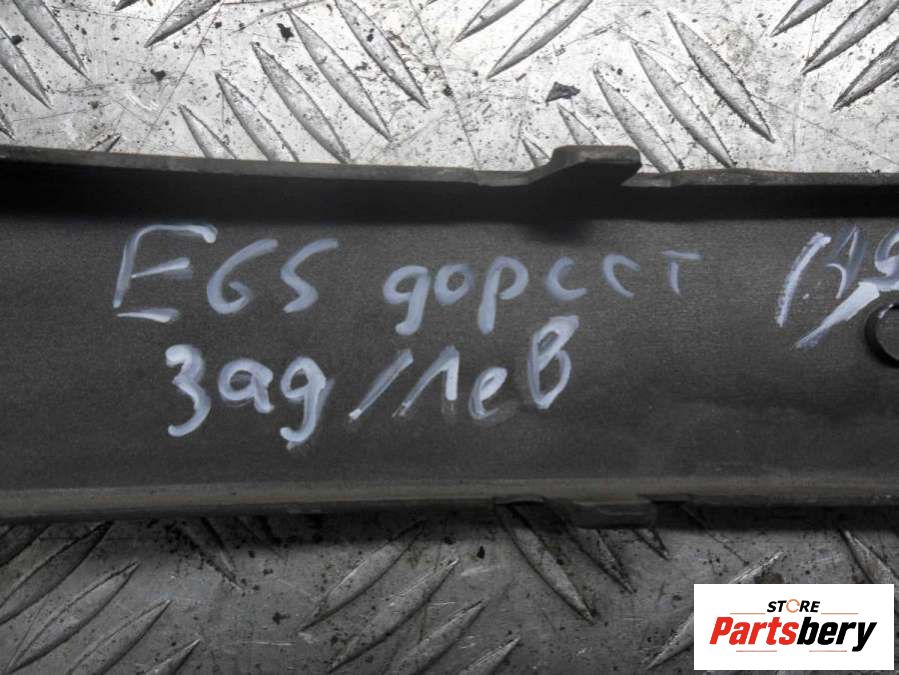 E65 дорест
зад/лев
STORE
Partsbery